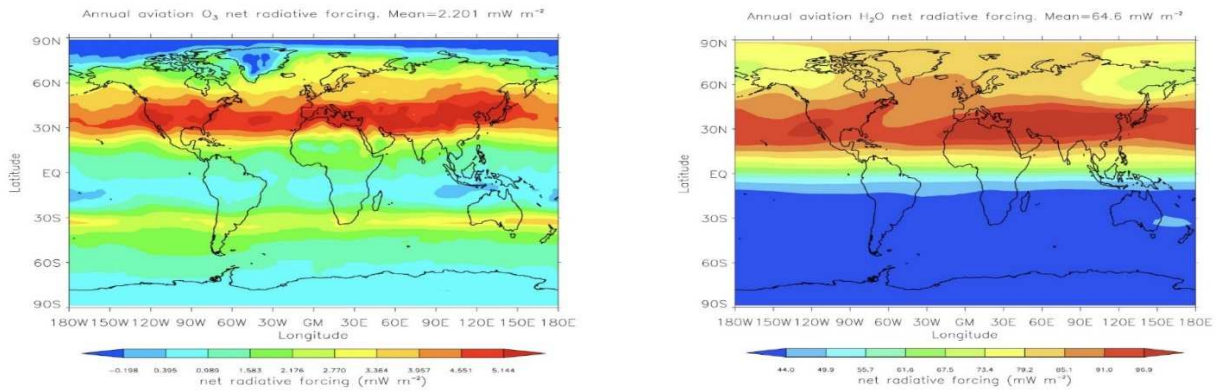 Annual aviation O₃ net radiative forcing. Mean=2.201 mW m⁻²
90N
60N
30N
EQ
30S
60S
90S
Latitude
180W 150W 120W 90W 60W 30W GM 30E 60E 90E 120E 150E 180E
Longitude
-0.198 0.395 0.989 1.583 2.176 2.770 3.364 3.957 4.551 5.144
net radiative forcing (mW m⁻²)
Annual aviation H₂O net radiative forcing. Mean=64.6 mW m⁻²
90N
60N
30N
EQ
30S
60S
90S
Latitude
180W 150W 120W 90W 60W 30W GM 30E 60E 90E 120E 150E 180E
Longitude
44.0 49.9 55.7 61.6 67.5 73.4 79.2 85.1 91.0 96.9
net radiative forcing (mW m⁻²)